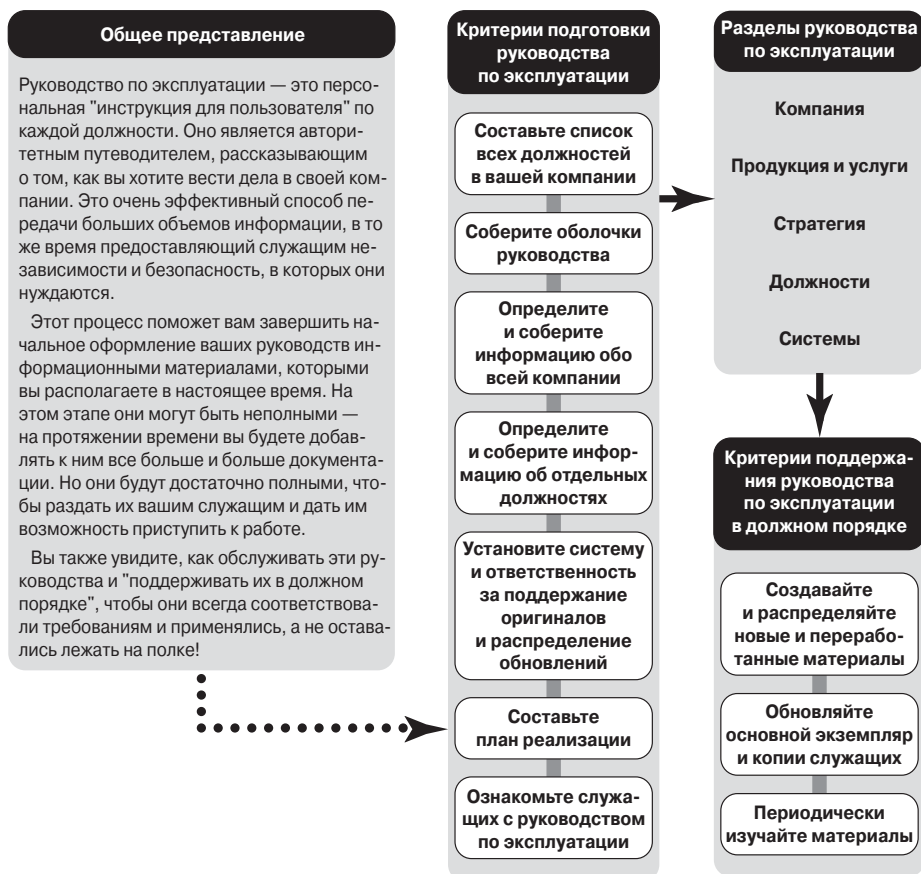 Общее представление
Руководство по эксплуатации — это персо-
нальная "инструкция для пользователя" по
каждой должности. Оно является автори-
тетным путеводителем, рассказывающим
о том, как вы хотите вести дела в своей ком-
пании. Это очень эффективный способ пе-
редачи больших объемов информации, в то
же время предоставляющий служащим не-
зависимости и безопасность, в которых они
нуждаются.
Этот процесс поможет вам завершить на-
чальное оформление ваших руководств ин-
формационными материалами, которыми
вы располагаете в настоящее время. На
этом этапе они могут быть неполными —
на протяжении времени вы будете добав-
лять к ним все больше и больше документа-
ции. Но они будут достаточно полными, что-
бы раздать их вашим служащим и дать им
возможность приступить к работе.
Вы также увидите, как обслуживать эти ру-
ководства и "поддерживать их в должном
порядке", чтобы они всегда соответствова-
ли требованиям и применялись, а не остава-
лись лежать на полке!
Критерии подготовки
руководства
по эксплуатации
Составьте список
всех должностей
в вашей компании
Соберите оболочки
руководства
Определите
и соберите
информацию обо
всей компании
Определите
и соберите инфор-
мацию об отдельных
должностях
Установите систему
и ответственность
за поддержание
оригиналов
и распределение
обновлений
Составьте
план реализации
Ознакомьте служа-
щих с руководством
по эксплуатации
Разделы руководства
по эксплуатации
Компания
Продукция и услуги
Стратегия
Должности
Системы
Критерии поддержа-
ния руководства
по эксплуатации
в должном порядке
Создавайте
и распределяйте
новые и перерабо-
танные материалы
Обновляйте
основной экземпляр
и копии служащих
Периодически
изучайте материалы